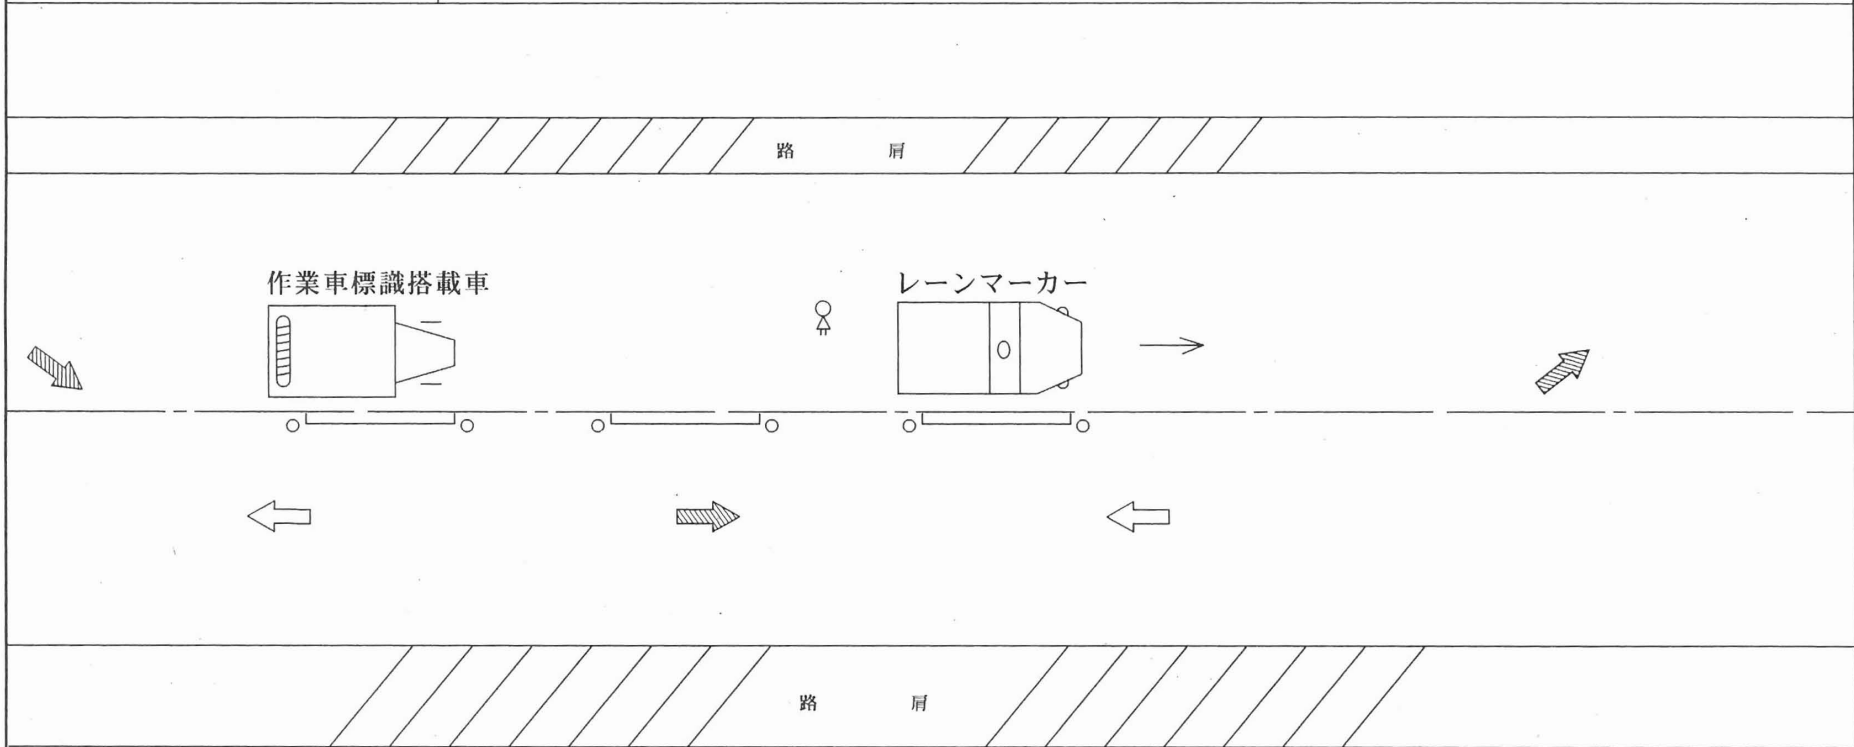 路 肩
作業車標識搭載車
レーンマーカー
路 肩